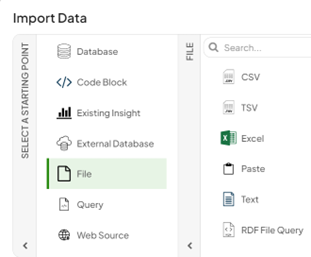 Import Data
SELECT A STARTING POINT
Database
Code Block
Existing Insight
External Database
File
Query
Web Source
FILE
Search...
CSV
TSV
Excel
Paste
Text
RDF File Query